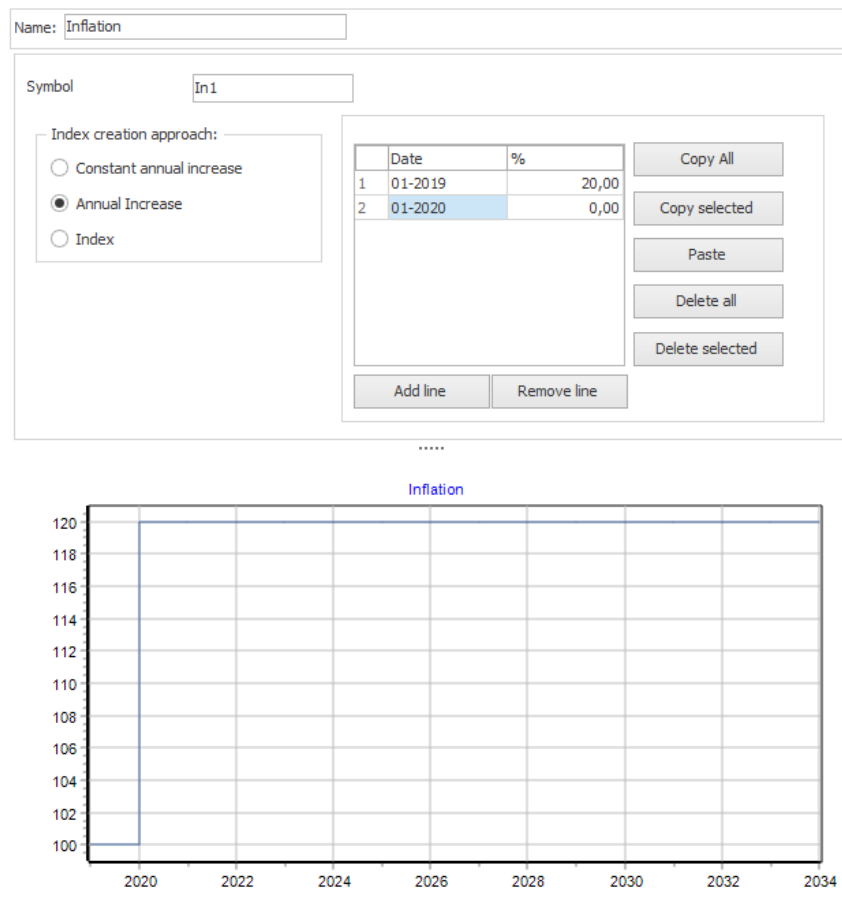 Name: Inflation
Symbol In1
Index creation approach:
Constant annual increase
Annual Increase
Index
Date %
1 01-2019 20,00
2 01-2020 0,00
Copy All
Copy selected
Paste
Delete all
Delete selected
Add line Remove line
Inflation
120
118
116
114
112
110
108
106
104
102
100
2020 2022 2024 2026 2028 2030 2032 2034